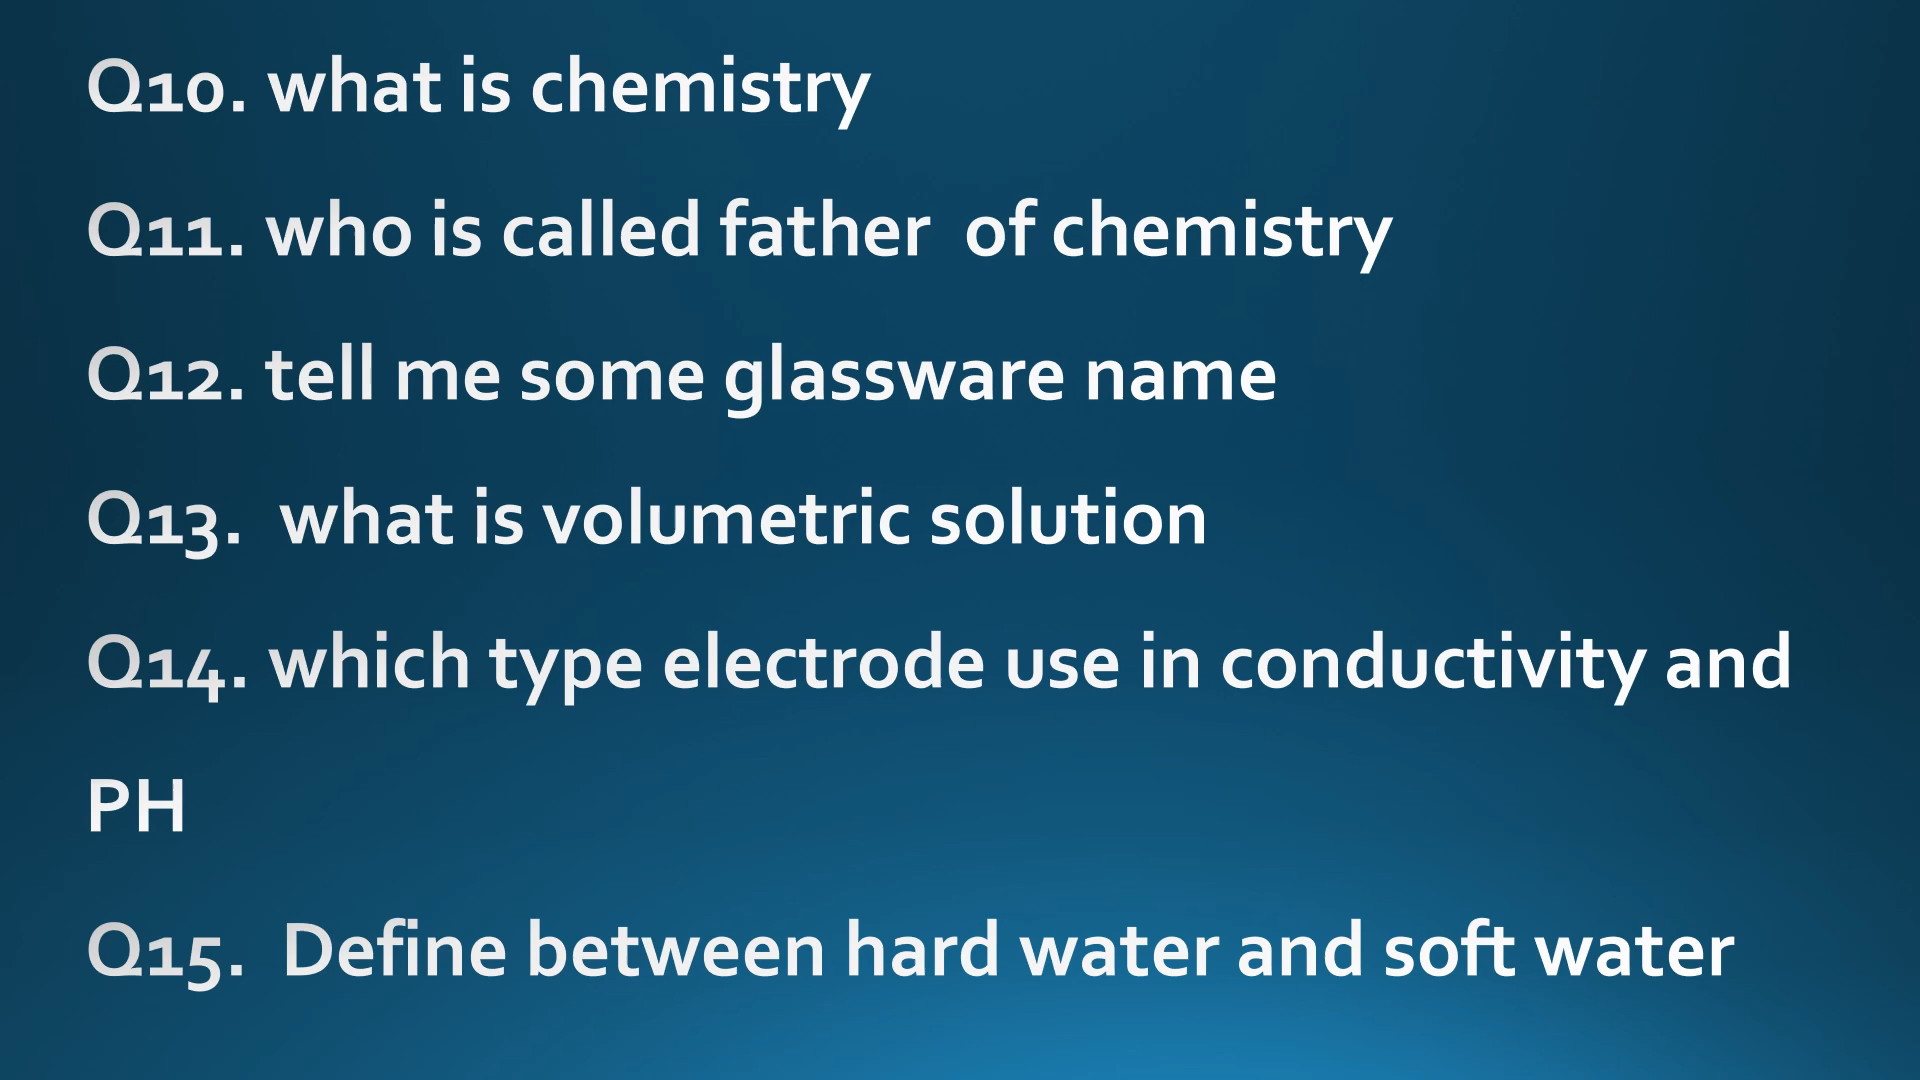 Q10. what is chemistry
Q11. who is called father  of chemistry
Q12. tell me some glassware name
Q13.  what is volumetric solution
Q14. which type electrode use in conductivity and
PH
Q15.  Define between hard water and soft water